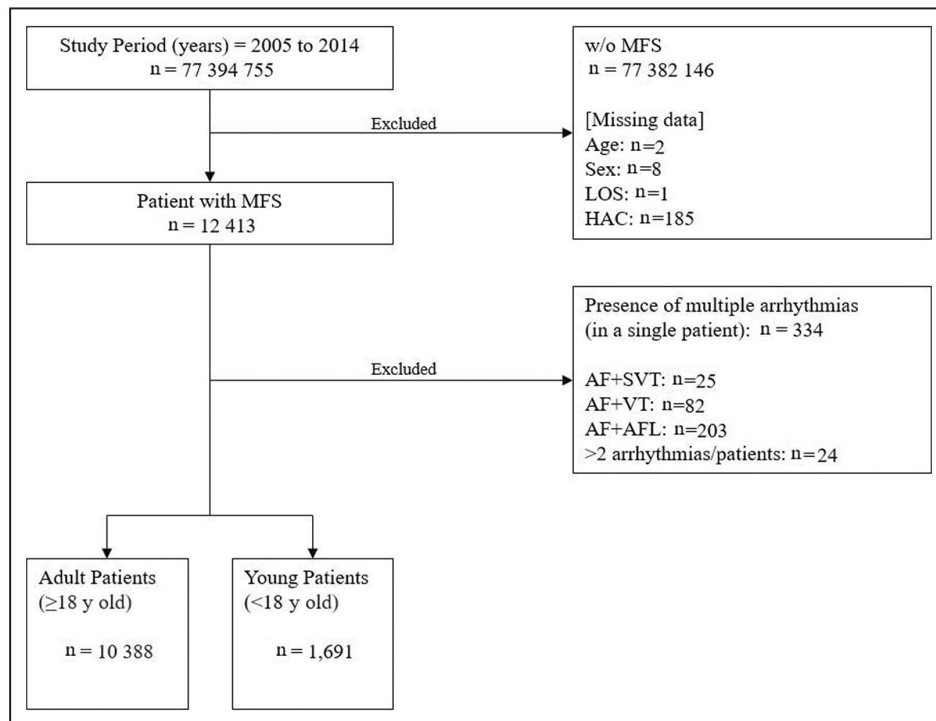 Study Period (years) = 2005 to 2014
n = 77 394 755
Excluded
w/o MFS
n = 77 382 146
[Missing data]
Age: n=2
Sex: n=8
LOS: n=1
HAC: n=185
Patient with MFS
n = 12 413
Excluded
Presence of multiple arrhythmias
(in a single patient): n = 334
AF+SVT: n=25
AF+VT: n=82
AF+AFL: n=203
>2 arrhythmias/patients: n=24
Adult Patients
(≥18 y old)
n = 10 388
Young Patients
(<18 y old)
n = 1,691